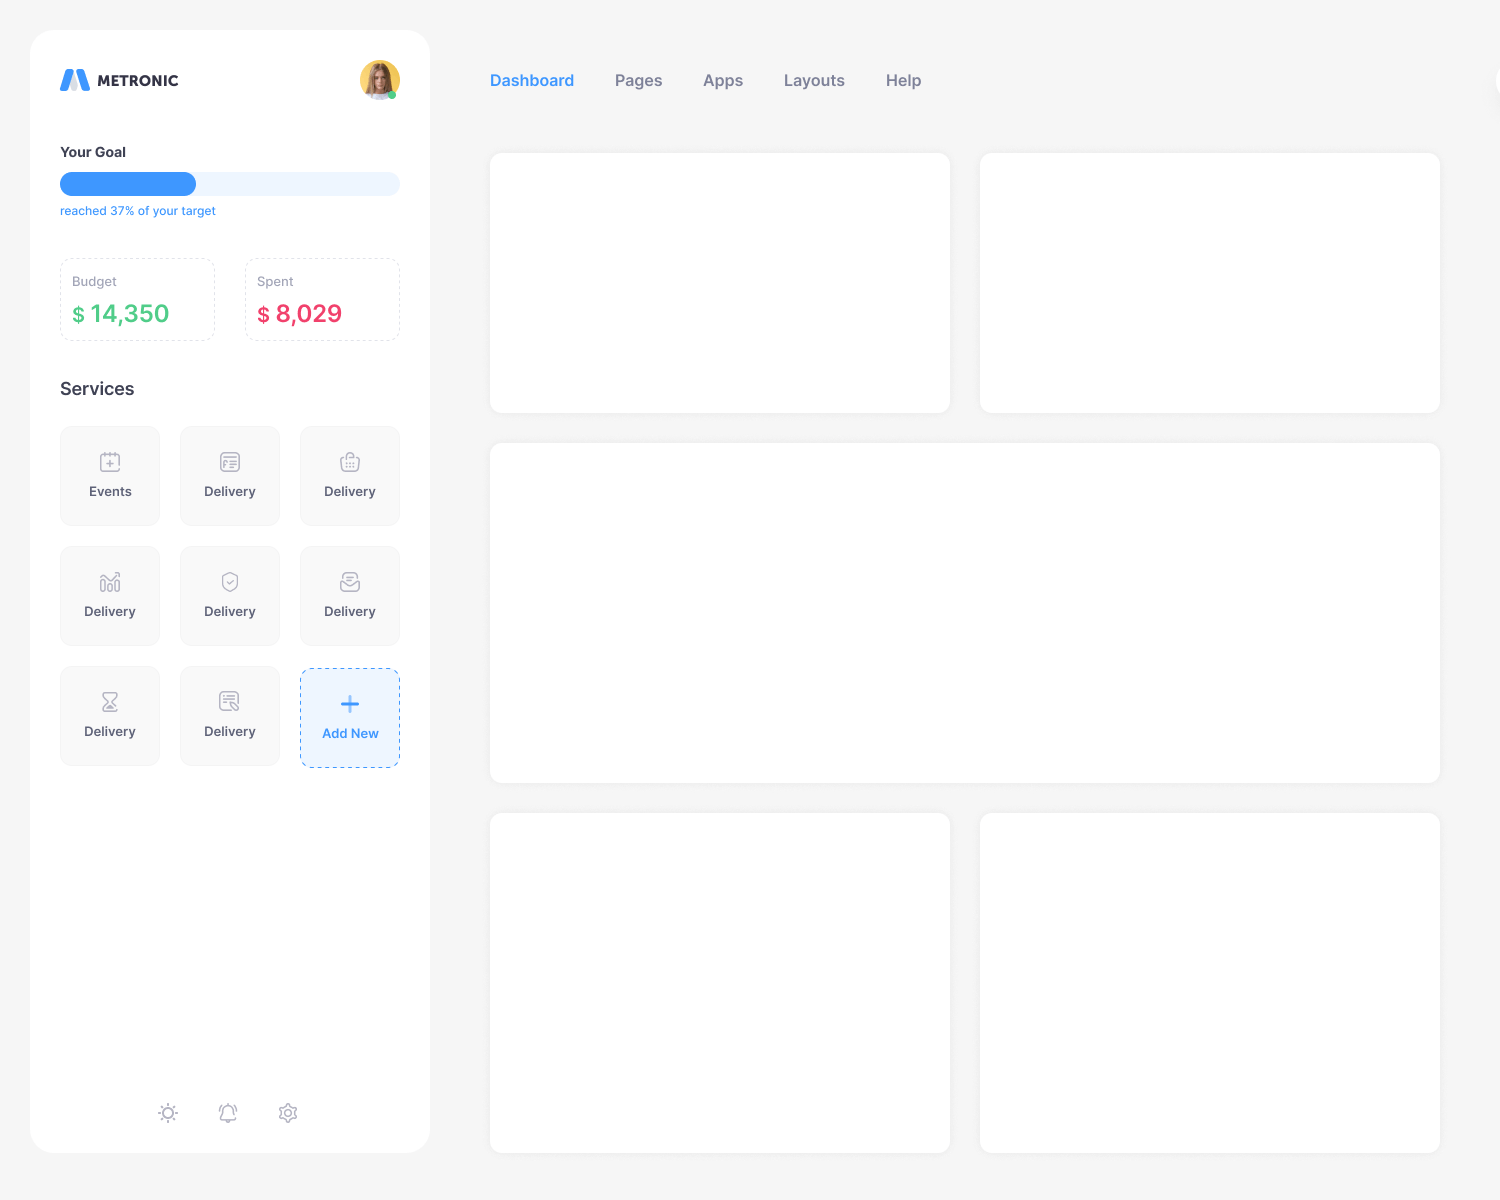 METRONIC
Your Goal
reached 37% of your target
Budget
$ 14,350
Spent
$ 8,029
Services
Events
Delivery
Delivery
Delivery
Delivery
Delivery
Delivery
Delivery
Add New
Dashboard
Pages
Apps
Layouts
Help